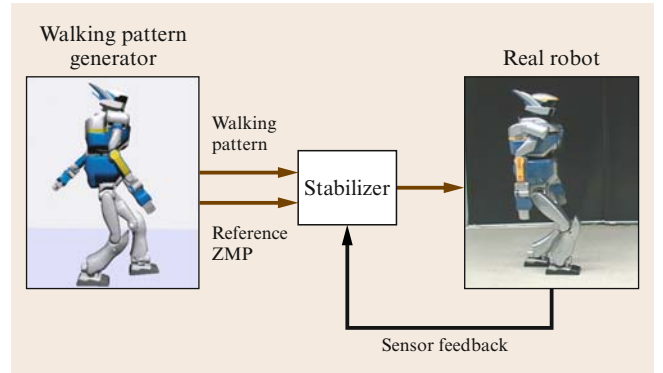 Walking pattern
generator
Real robot
Walking
pattern
Stabilizer
Reference
ZMP
Sensor feedback